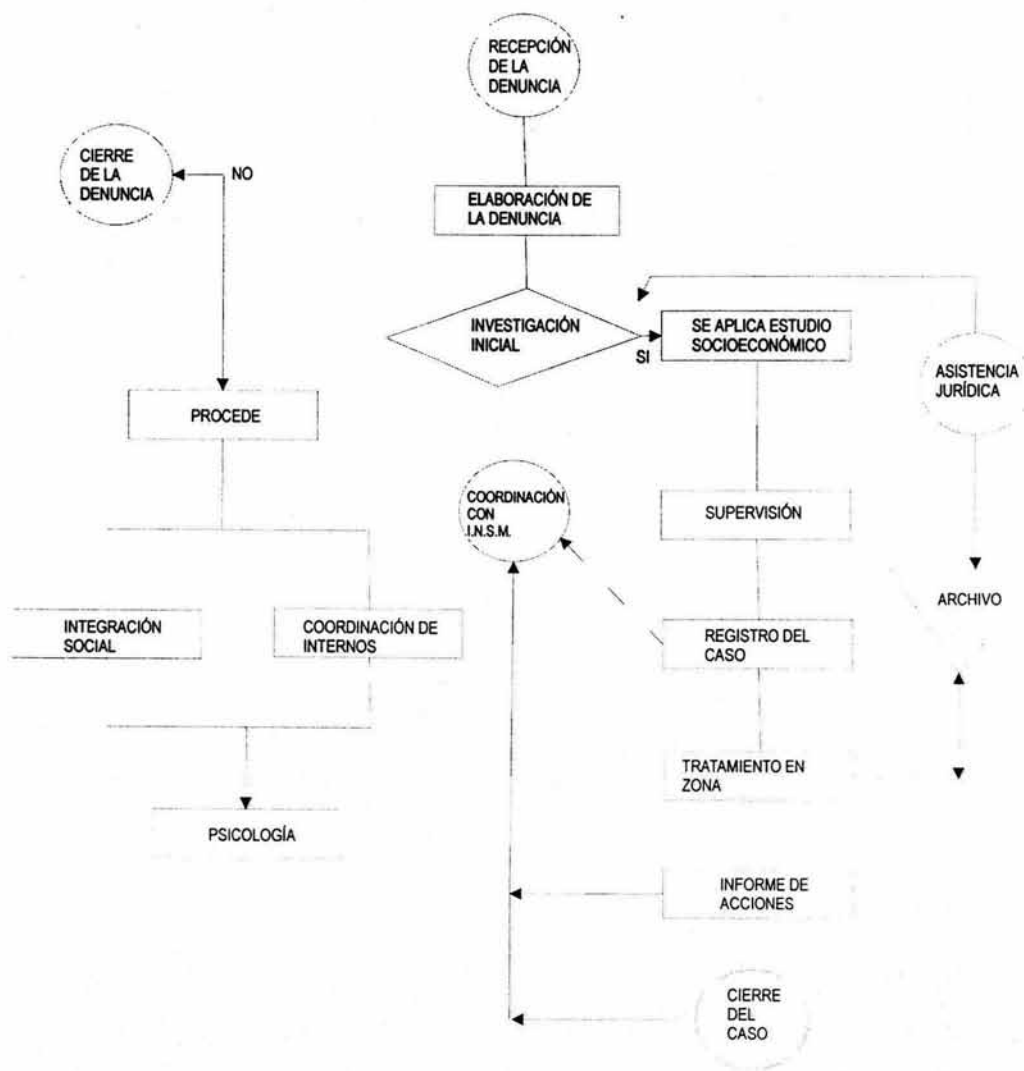 RECEPCIÓN
DE LA
DENUNCIA
CIERRE
DE LA
DENUNCIA
NO
ELABORACIÓN DE
LA DENUNCIA
INVESTIGACIÓN
INICIAL
SI
SE APLICA ESTUDIO
SOCIOECONÓMICO
ASISTENCIA
JURÍDICA
PROCEDE
COORDINACIÓN
CON
I.N.S.M.
SUPERVISIÓN
ARCHIVO
INTEGRACIÓN
SOCIAL
COORDINACIÓN DE
INTERNOS
REGISTRO DEL
CASO
TRATAMIENTO EN
ZONA
PSICOLOGÍA
INFORME DE
ACCIONES
CIERRE
DEL
CASO